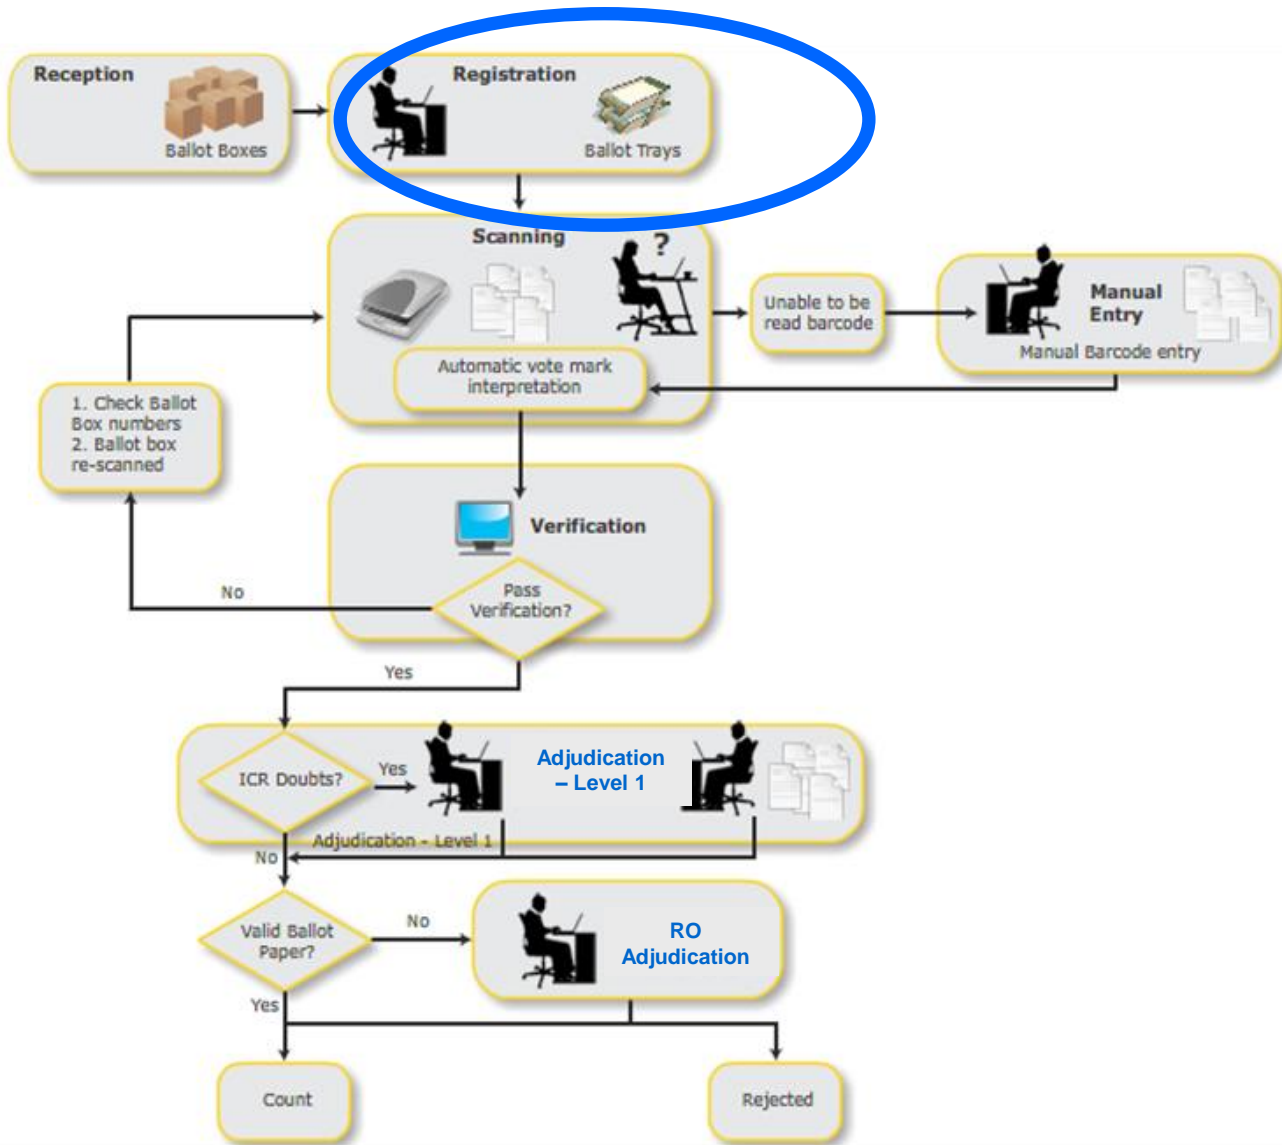 Reception
Ballot Boxes
Registration
Ballot Trays
Scanning
?
Automatic vote mark
interpretation
Unable to be
read barcode
Manual
Entry
Manual Barcode entry
1. Check Ballot
Box numbers
2. Ballot box
re-scanned
Verification
Pass
Verification?
No
Yes
ICR Doubts?
Yes
Adjudication
– Level 1
Adjudication - Level 1
No
Valid Ballot
Paper?
No
RO
Adjudication
Yes
Count
Rejected